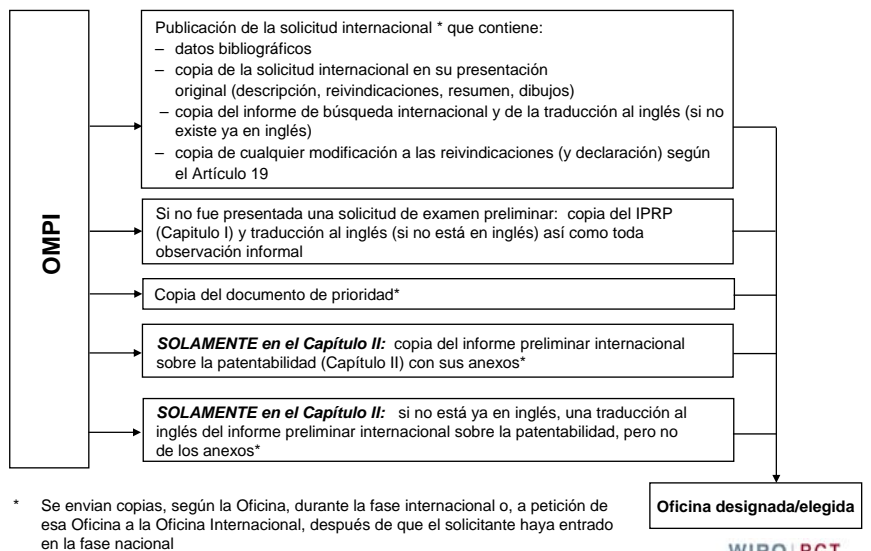 Publicación de la solicitud internacional * que contiene:
– datos bibliográficos
– copia de la solicitud internacional en su presentación
original (descripción, reivindicaciones, resumen, dibujos)
– copia del informe de búsqueda internacional y de la traducción al inglés (si no
existe ya en inglés)
– copia de cualquier modificación a las reivindicaciones (y declaración) según
el Artículo 19
OMPI
Si no fue presentada una solicitud de examen preliminar: copia del IPRP
(Capitulo I) y traducción al inglés (si no está en inglés) así como toda
observación informal
Copia del documento de prioridad*
SOLAMENTE en el Capítulo II: copia del informe preliminar internacional
sobre la patentabilidad (Capítulo II) con sus anexos*
SOLAMENTE en el Capítulo II: si no está ya en inglés, una traducción al
inglés del informe preliminar internacional sobre la patentabilidad, pero no
de los anexos*
Oficina designada/elegida
* Se envian copias, según la Oficina, durante la fase internacional o, a petición de
esa Oficina a la Oficina Internacional, después de que el solicitante haya entrado
en la fase nacional
WIPO|PCT